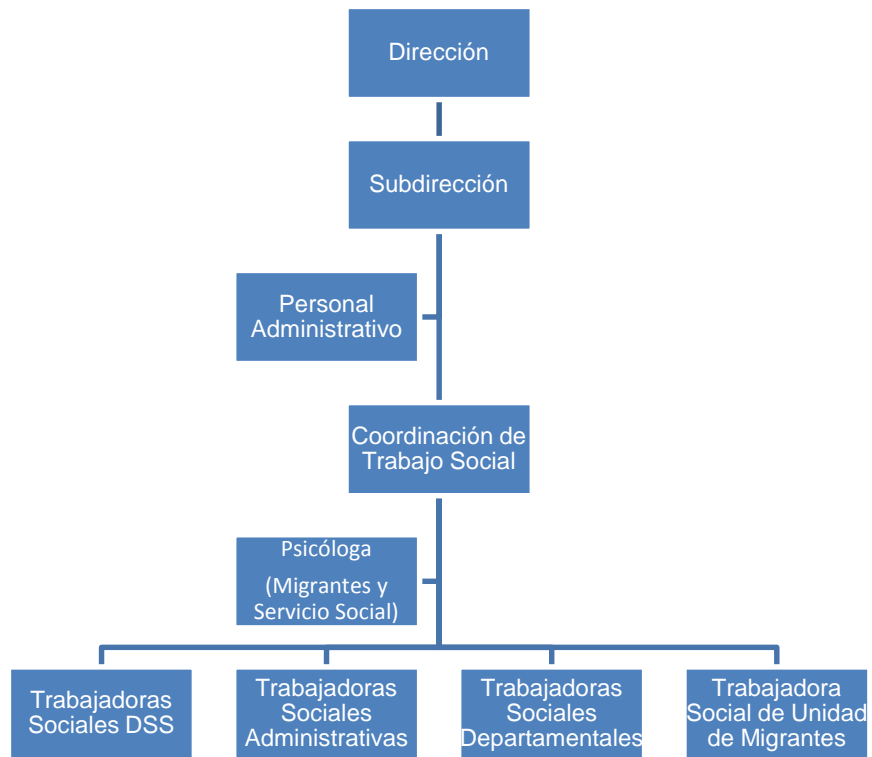 Dirección
Subdirección
Personal
Administrativo
Coordinación de
Trabajo Social
Psicóloga
(Migrantes y
Servicio Social)
Trabajadoras
Sociales DSS
Trabajadoras
Sociales
Administrativas
Trabajadoras
Sociales
Departamentales
Trabajadora
Social de Unidad
de Migrantes